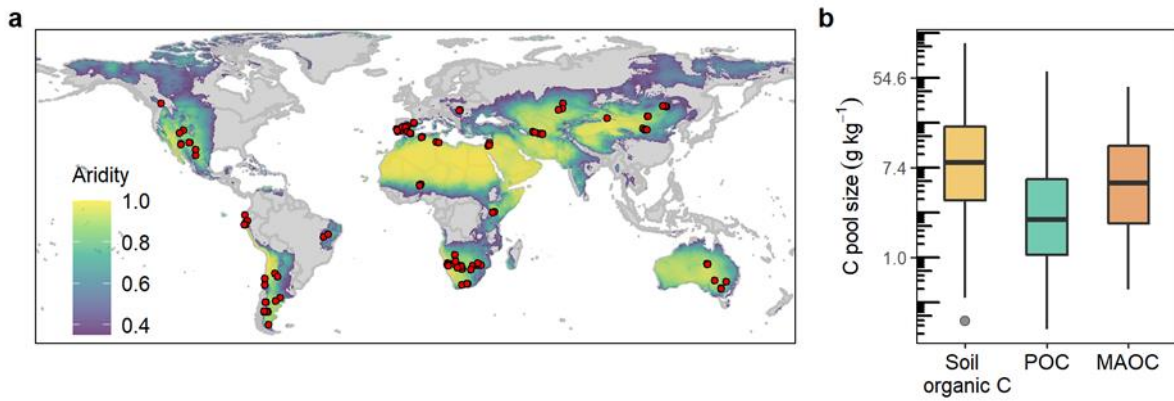 a
Aridity
1.0
0.8
0.6
0.4
b
C pool size (g kg⁻¹)
54.6
7.4
1.0
Soil
organic C
POC
MAOC